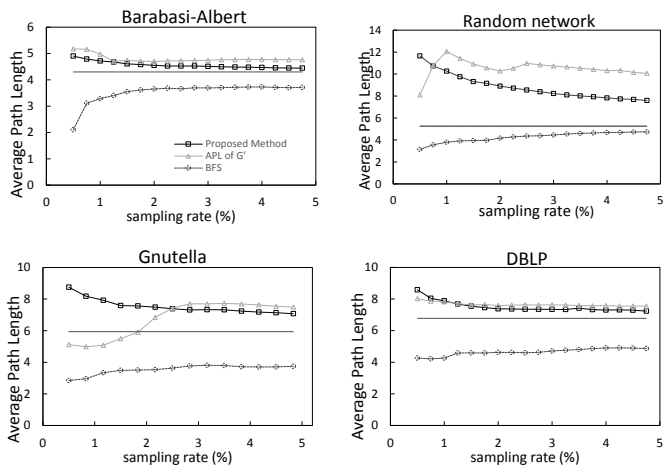 Barabasi-Albert
Average Path Length
6
5
4
3
2
1
0
Proposed Method
APL of G'
BFS
0 1 2 3 4 5
sampling rate (%)
Random network
Average Path Length
14
12
10
8
6
4
2
0
0 1 2 3 4 5
sampling rate (%)
Gnutella
Average Path Length
10
8
6
4
2
0
0 1 2 3 4 5
sampling rate (%)
DBLP
Average Path Length
10
8
6
4
2
0
0 1 2 3 4 5
sampling rate (%)